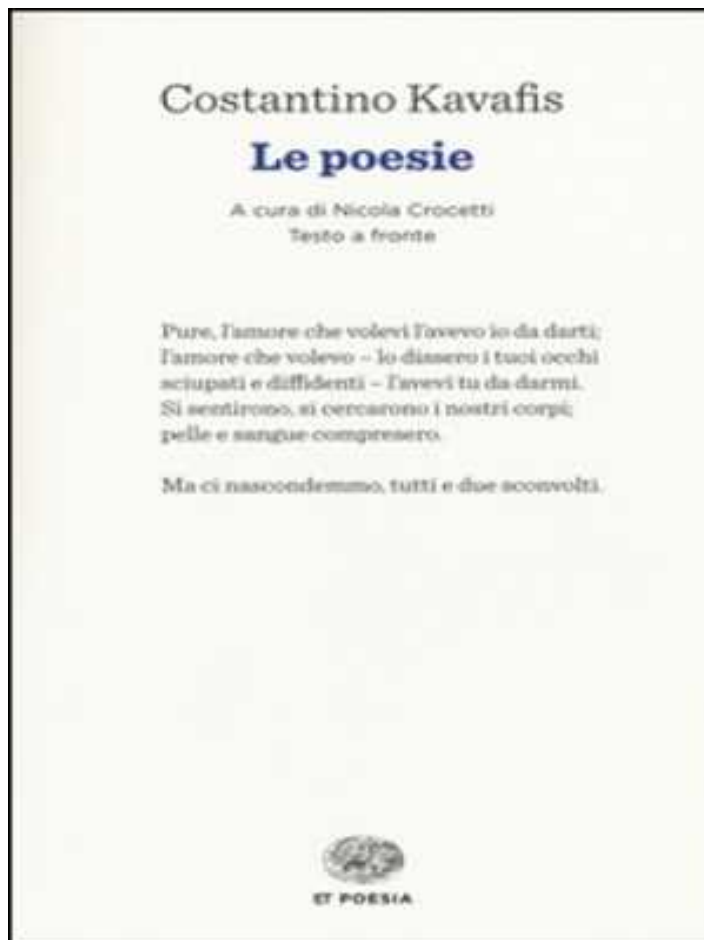 Costantino Kavafis
Le poesie
A cura di Nicola Crocetti
Testo a fronte
Pure, l'amore che volevi l'avevo io da darti;
l'amore che volevo – lo dissero i tuoi occhi
sciupati e diffidenti – l'avevi tu da darmi.
Si sentirono, si cercarono i nostri corpi;
pelle e sangue compresero.
Ma ci nascondemmo, tutti e due sconvolti.
ET POESIA